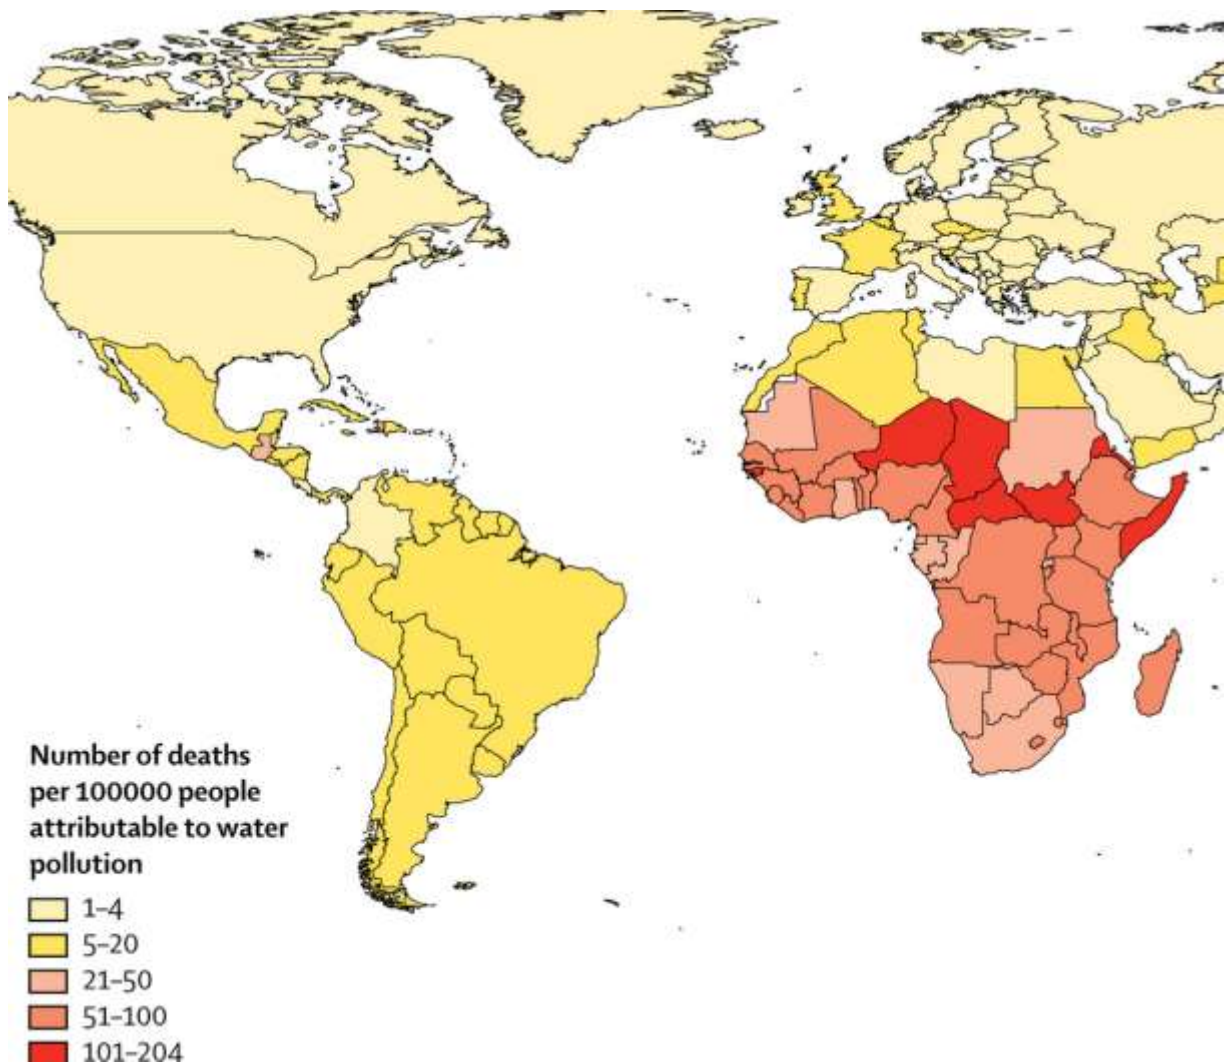 Number of deaths
per 100000 people
attributable to water
pollution
1–4
5–20
21–50
51–100
101–204